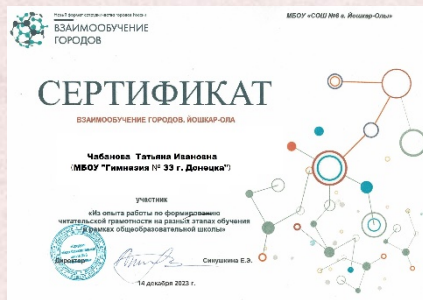 ВЗАИМООБУЧЕНИЕ
ГОРОДОВ
МБОУ «СОШ №6 г. Йошкар-Олы»
СЕРТИФИКАТ
ВЗАИМООБУЧЕНИЕ ГОРОДОВ. ЙОШКАР-ОЛА
Чабанова Татьяна Ивановна
(МБОУ "Гимназия № 33 г. Донецка")
участник
«Из опыта работы по формированию
читательской грамотности на разных этапах обучения
в рамках общеобразовательной школы»
Директор
Синушкина Е.Э.
14 декабря 2023 г.